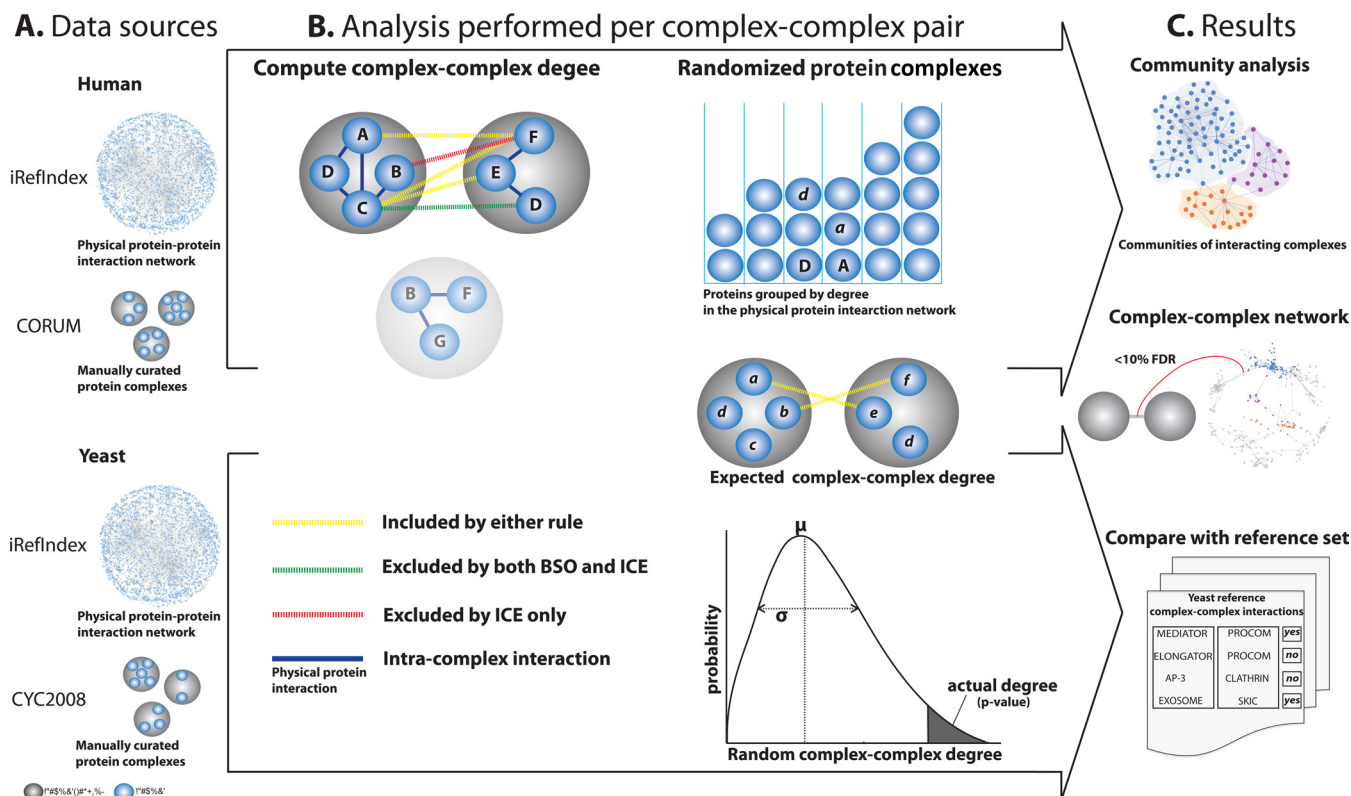 A. Data sources
B. Analysis performed per complex-complex pair
C. Results
Human
iRefIndex
Physical protein-protein
interaction network
CORUM
Manually curated
protein complexes
Yeast
iRefIndex
Physical protein-protein
interaction network
CYC2008
Manually curated
protein complexes
!"#$%&'()#*+,%-
!"#$%&'
Compute complex-complex degee
A
D
B
C
F
E
D
B
F
G
Included by either rule
Excluded by both BSO and ICE
Excluded by ICE only
Intra-complex interaction
Physical protein
interaction
Randomized protein complexes
d
a
D
A
Proteins grouped by degree
in the physical protein intearction network
a
d
b
c
f
e
d
Expected complex-complex degree
μ
σ
probability
actual degree
(p-value)
Random complex-complex degree
Community analysis
Communities of interacting complexes
Complex-complex network
<10% FDR
Compare with reference set
Yeast reference
complex-complex interactions
MEDIATOR PROCOM yes
ELONGATOR PROCOM no
AP-3 CLATHRIN no
EXOSOME SKIC yes